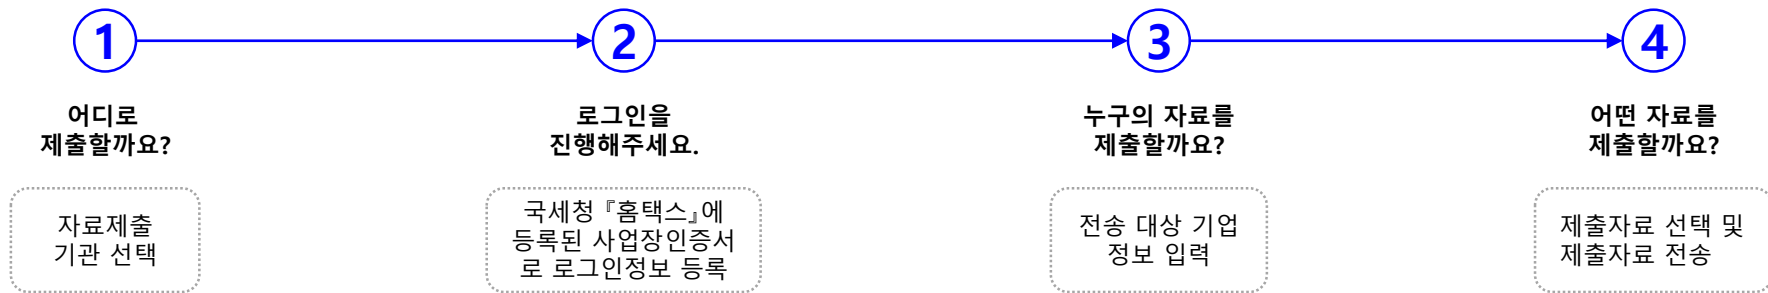 1
2
3
4
어디로
제출할까요?
로그인을
진행해주세요.
누구의 자료를
제출할까요?
어떤 자료를
제출할까요?
자료제출
기관 선택
국세청 『홈택스』에
등록된 사업장인증서
로 로그인정보 등록
전송 대상 기업
정보 입력
제출자료 선택 및
제출자료 전송